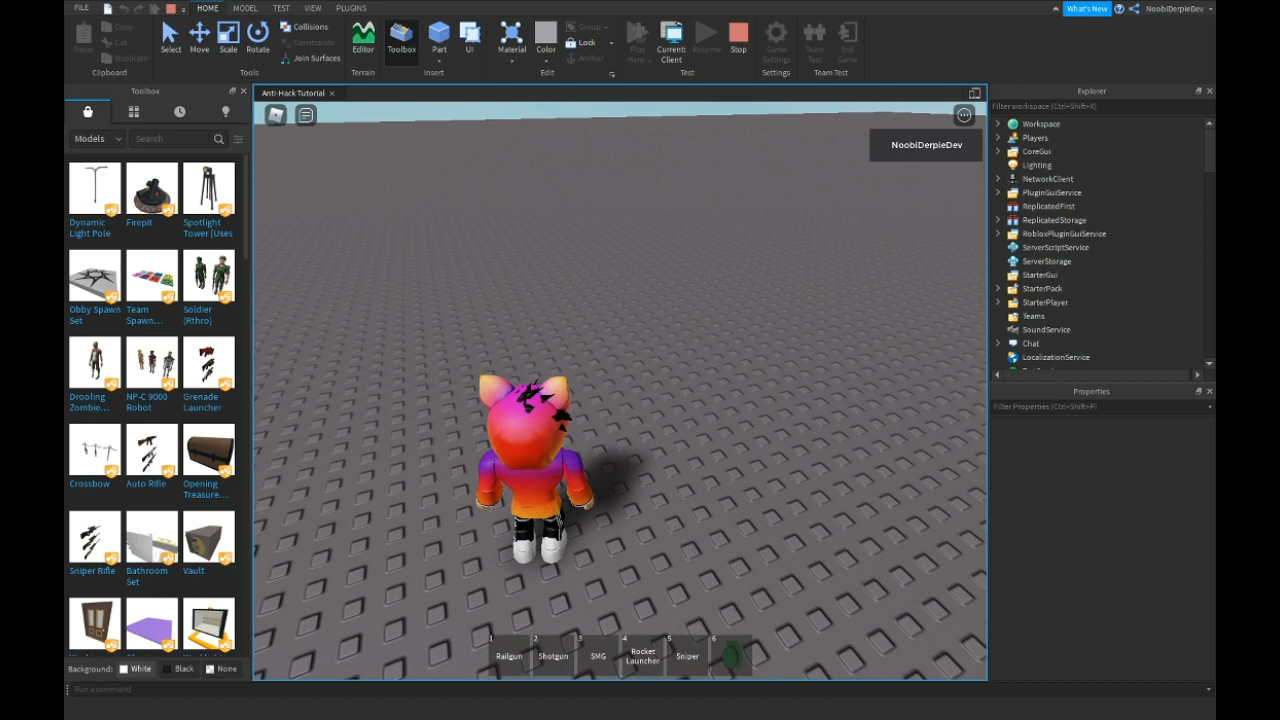 FILE HOME MODEL TEST VIEW PLUGINS What's New NoobiDerpieDev
Paste Copy Cut Duplicate Select Move Scale Rotate Collisions Constraints Join Surfaces Editor Toolbox Part UI Material Color Group Lock Anchor Play Here Current: Client Resume Stop Game Settings Team Test Exit Game
Clipboard Tools Terrain Insert Edit Test Settings Team Test
Toolbox
Models Search
Dynamic Light Pole
Firepit
Spotlight Tower [Uses
Obby Spawn Set
Team Spawn...
Soldier (Rthro)
Drooling Zombie...
NP-C 9000 Robot
Grenade Launcher
Crossbow
Auto Rifle
Opening Treasure...
Sniper Rifle
Bathroom Set
Vault
Background: White Black None
Run a command
Anti-Hack Tutorial
NoobiDerpieDev
1 Railgun
2 Shotgun
3 SMG
4 Rocket Launcher
5 Sniper
6
Explorer
Filter workspace (Ctrl+Shift+X)
Workspace
Players
CoreGui
Lighting
NetworkClient
PluginGuiService
ReplicatedFirst
ReplicatedStorage
RobloxPluginGuiService
ServerScriptService
ServerStorage
StarterGui
StarterPack
StarterPlayer
Teams
SoundService
Chat
LocalizationService
Properties
Filter Properties (Ctrl+Shift+P)